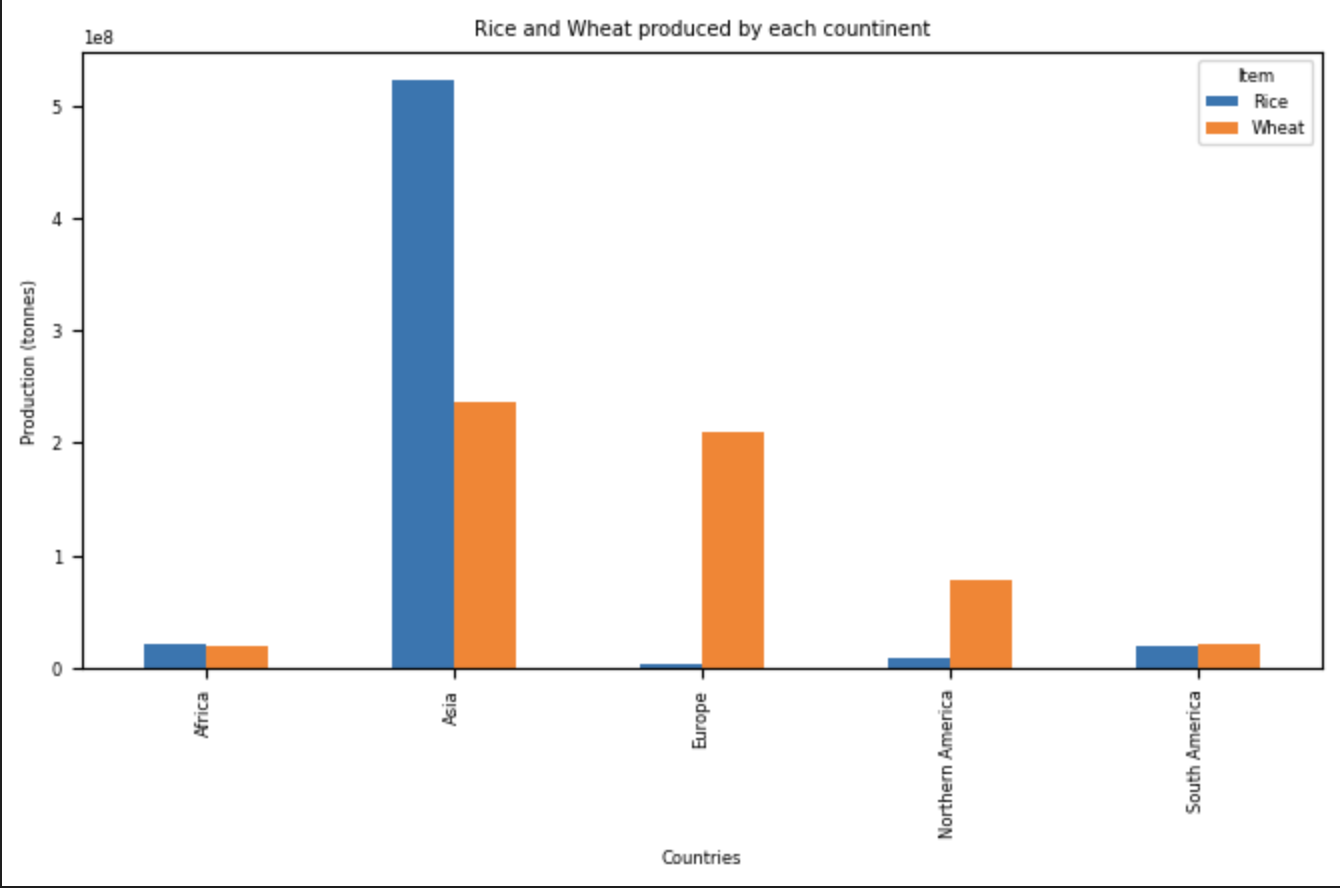 Rice and Wheat produced by each countinent
1e8
Item
Rice
Wheat
Production (tonnes)
5
4
3
2
1
0
Africa
Asia
Europe
Northern America
South America
Countries